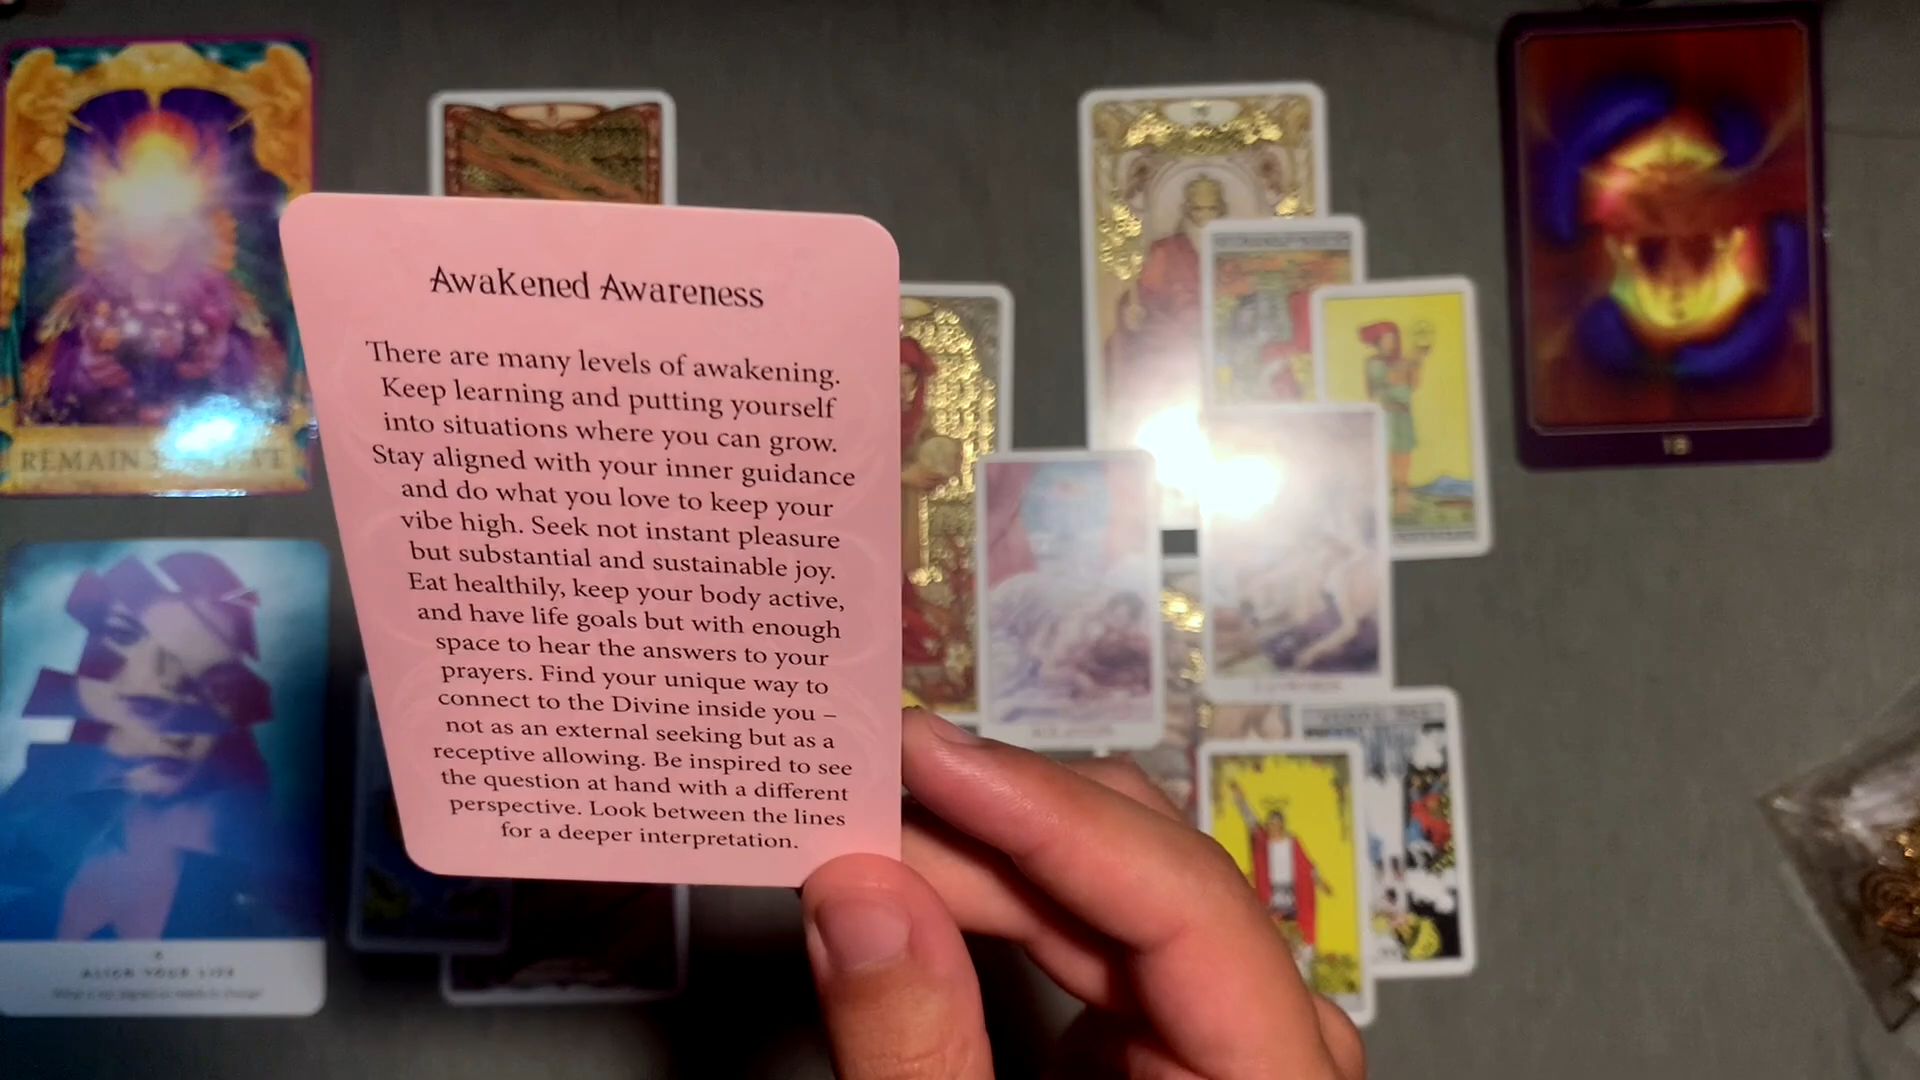 Awakened Awareness
There are many levels of awakening.
Keep learning and putting yourself
into situations where you can grow.
Stay aligned with your inner guidance
and do what you love to keep your
vibe high. Seek not instant pleasure
but substantial and sustainable joy.
Eat healthily, keep your body active,
and have life goals but with enough
space to hear the answers to your
prayers. Find your unique way to
connect to the Divine inside you –
not as an external seeking but as a
receptive allowing. Be inspired to see
the question at hand with a different
perspective. Look between the lines
for a deeper interpretation.
REMAIN
ALIGN YOUR LIFE
18